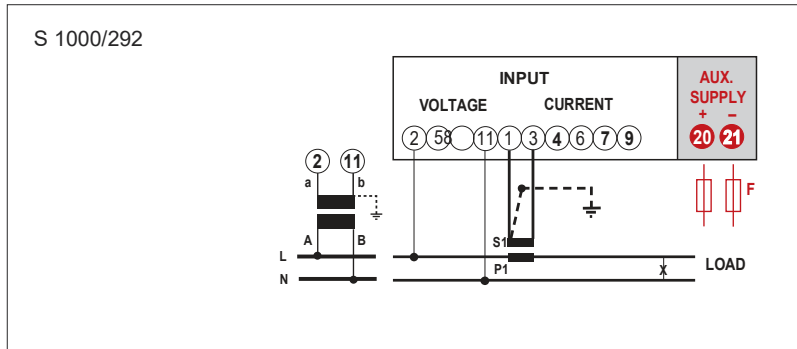 S 1000/292
INPUT
AUX.
SUPPLY
VOLTAGE CURRENT
+ −
2 5 8 11 1 3 4 6 7 9 20 21
2 11
a b
F
A B
S1
L
P1
X
LOAD
N